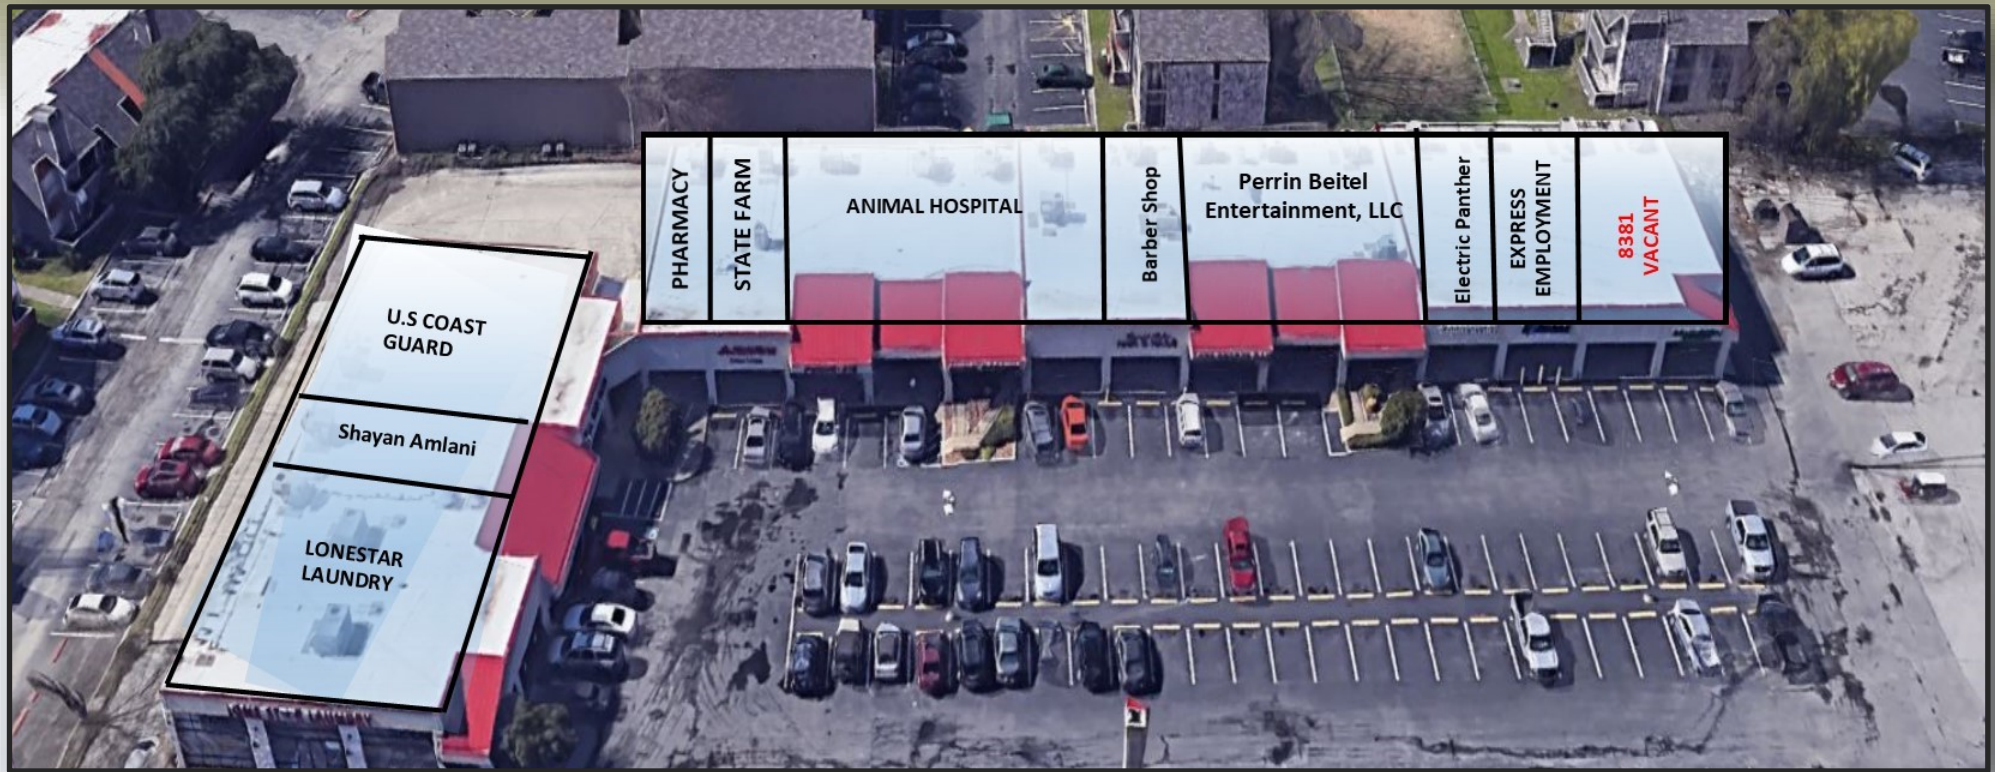 PHARMACY
STATE FARM
ANIMAL HOSPITAL
Barber Shop
Perrin Beitel
Entertainment, LLC
Electric Panther
EXPRESS
EMPLOYMENT
8381
VACANT
U.S COAST
GUARD
Shayan Amlani
LONESTAR
LAUNDRY